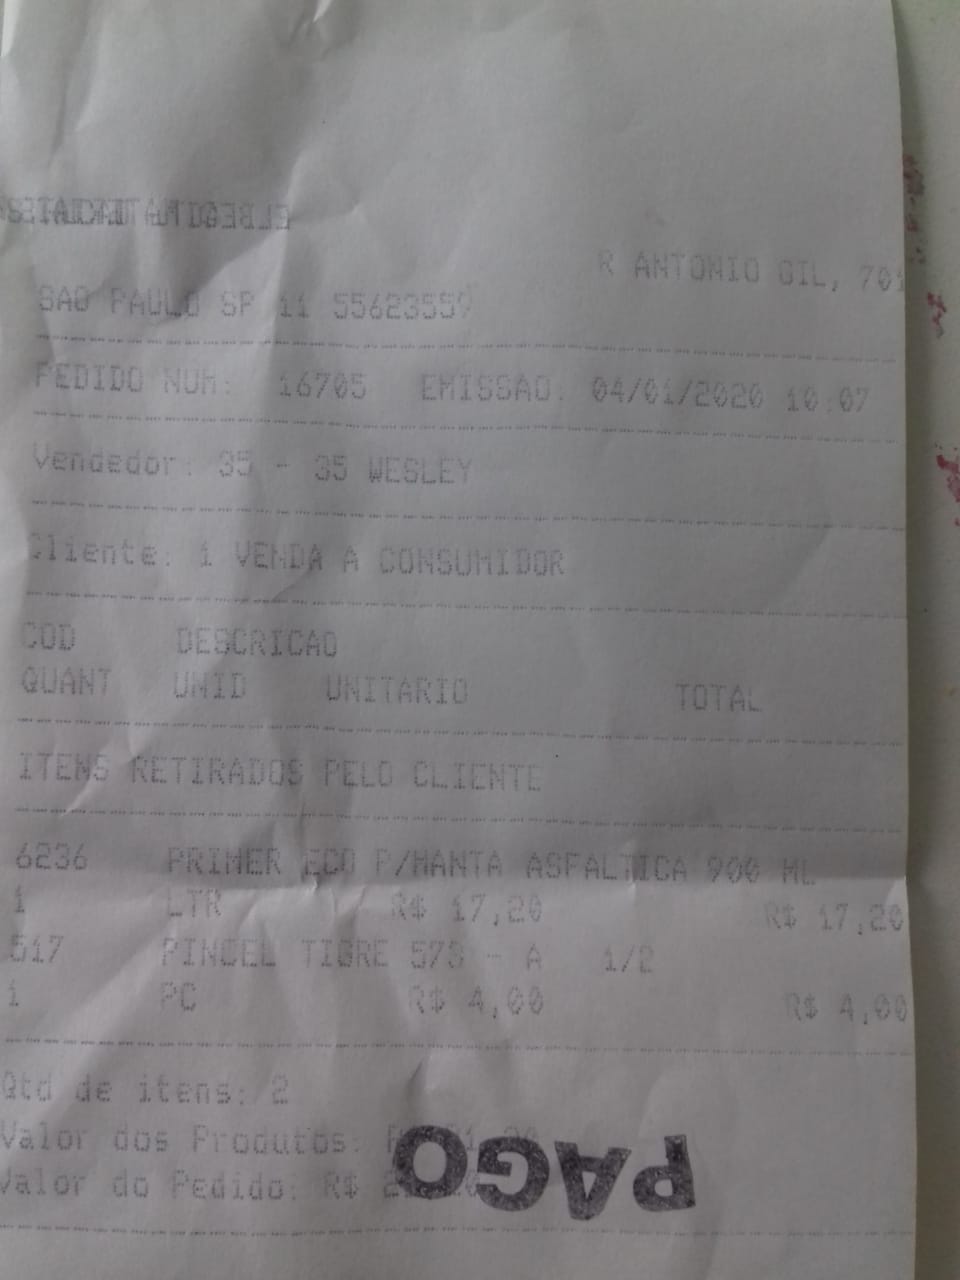 R ANTONIO GIL, 701
SAO PAULO SP 11 55623559
PEDIDO NUM: 16705 EMISSAO: 04/01/2020 10:07
Vendedor: 35 - 35 WESLEY
Cliente: 1 VENDA A CONSUMIDOR
COD DESCRICAO
QUANT UNID UNITARIO TOTAL
ITENS RETIRADOS PELO CLIENTE
6236 PRIMER ECO P/MANTA ASFALTICA 900 ML
1 LTR R$ 17,20 R$ 17,20
517 PINCEL TIGRE 573 - A 1/2
1 PC R$ 4,00 R$ 4,00
Qtd de itens: 2
Valor dos Produtos:
Valor do Pedido: R$
PAGO